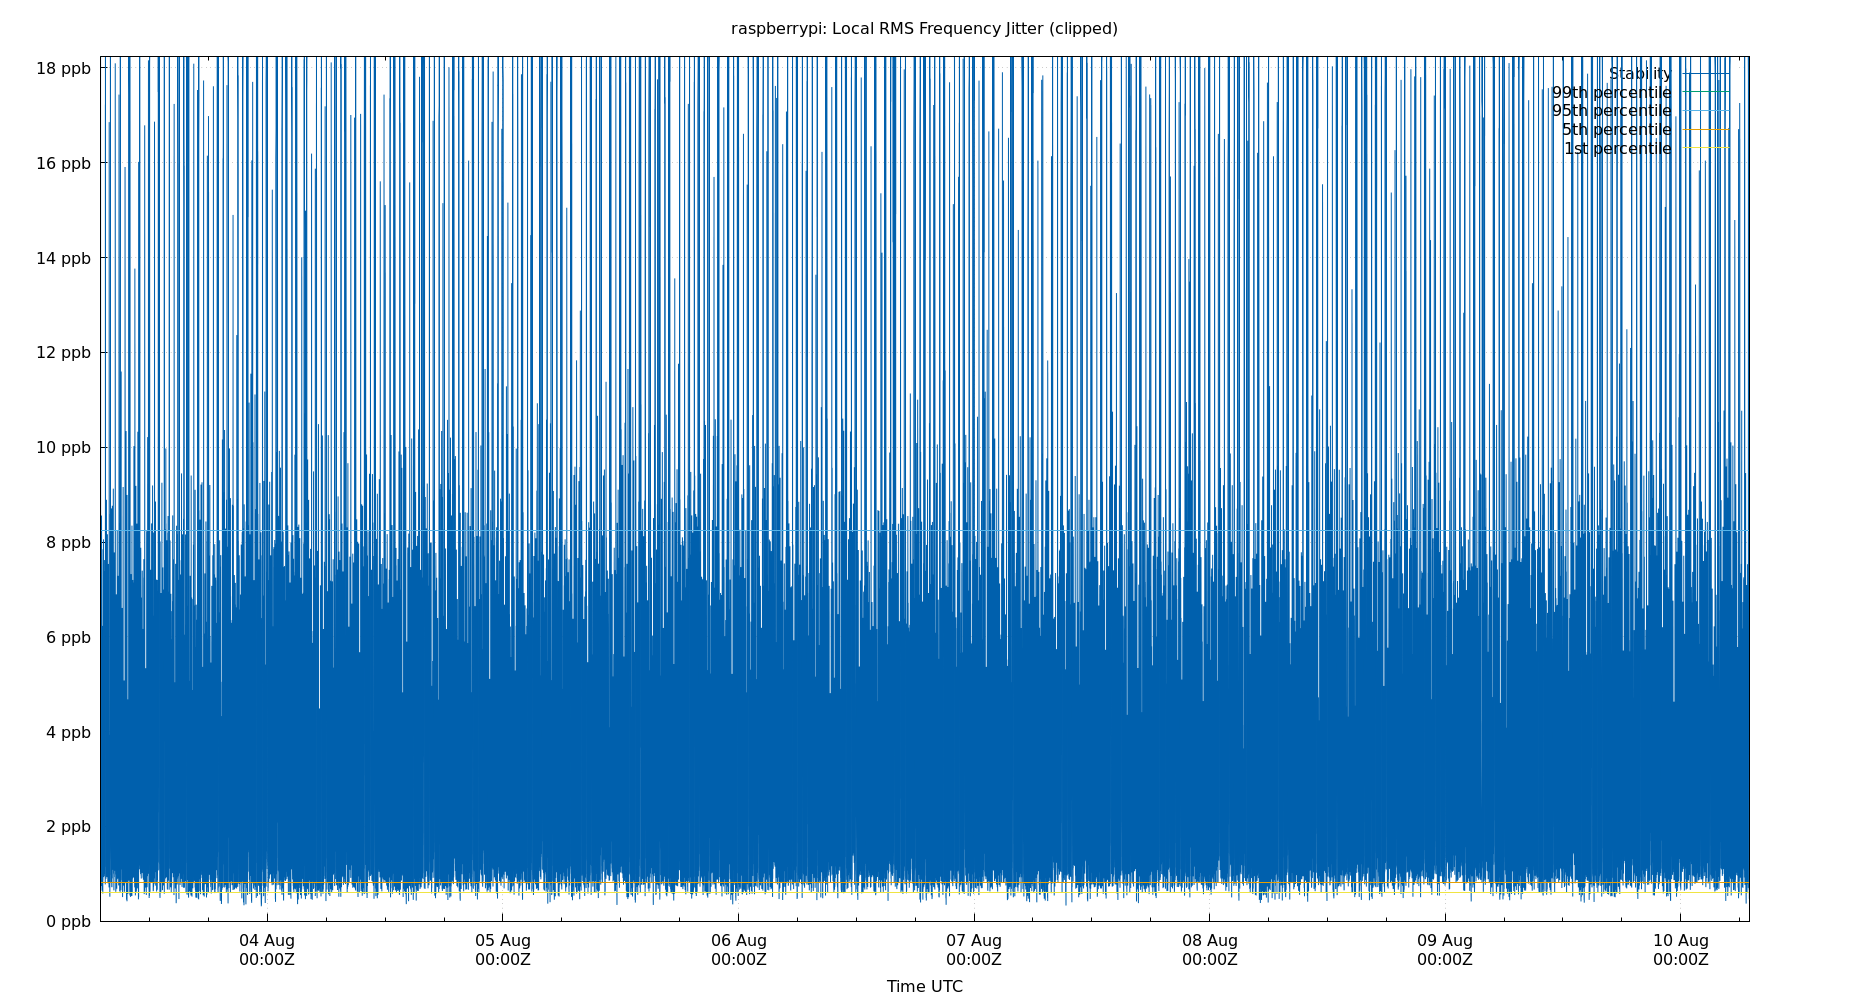 raspberrypi: Local RMS Frequency Jitter (clipped)
18 ppb
16 ppb
14 ppb
12 ppb
10 ppb
8 ppb
6 ppb
4 ppb
2 ppb
0 ppb
Stability
99th percentile
95th percentile
5th percentile
1st percentile
04 Aug
00:00Z
05 Aug
00:00Z
06 Aug
00:00Z
07 Aug
00:00Z
08 Aug
00:00Z
09 Aug
00:00Z
10 Aug
00:00Z
Time UTC